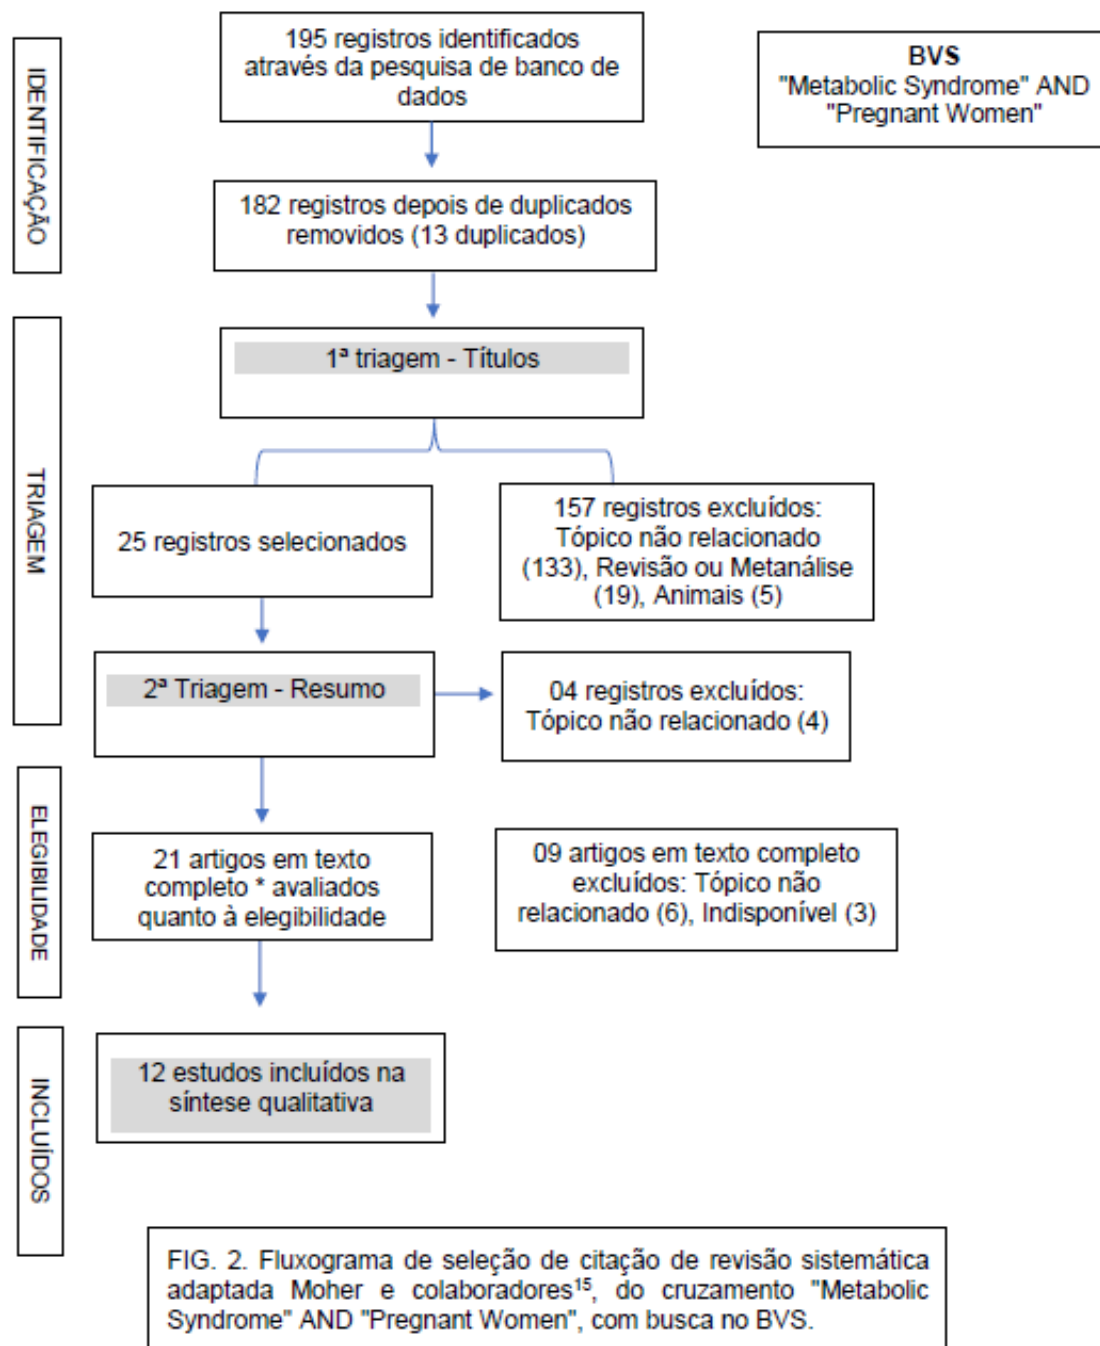 IDENTIFICAÇÃO
195 registros identificados
através da pesquisa de banco de
dados
BVS
"Metabolic Syndrome" AND
"Pregnant Women"
182 registros depois de duplicados
removidos (13 duplicados)
TRIAGEM
1ª triagem - Títulos
25 registros selecionados
157 registros excluídos:
Tópico não relacionado
(133), Revisão ou Metanálise
(19), Animais (5)
2ª Triagem - Resumo
04 registros excluídos:
Tópico não relacionado (4)
ELEGIBILIDADE
21 artigos em texto
completo * avaliados
quanto à elegibilidade
09 artigos em texto completo
excluídos: Tópico não
relacionado (6), Indisponível (3)
INCLUÍDOS
12 estudos incluídos na
síntese qualitativa
FIG. 2. Fluxograma de seleção de citação de revisão sistemática
adaptada Moher e colaboradores¹⁵, do cruzamento "Metabolic
Syndrome" AND "Pregnant Women", com busca no BVS.